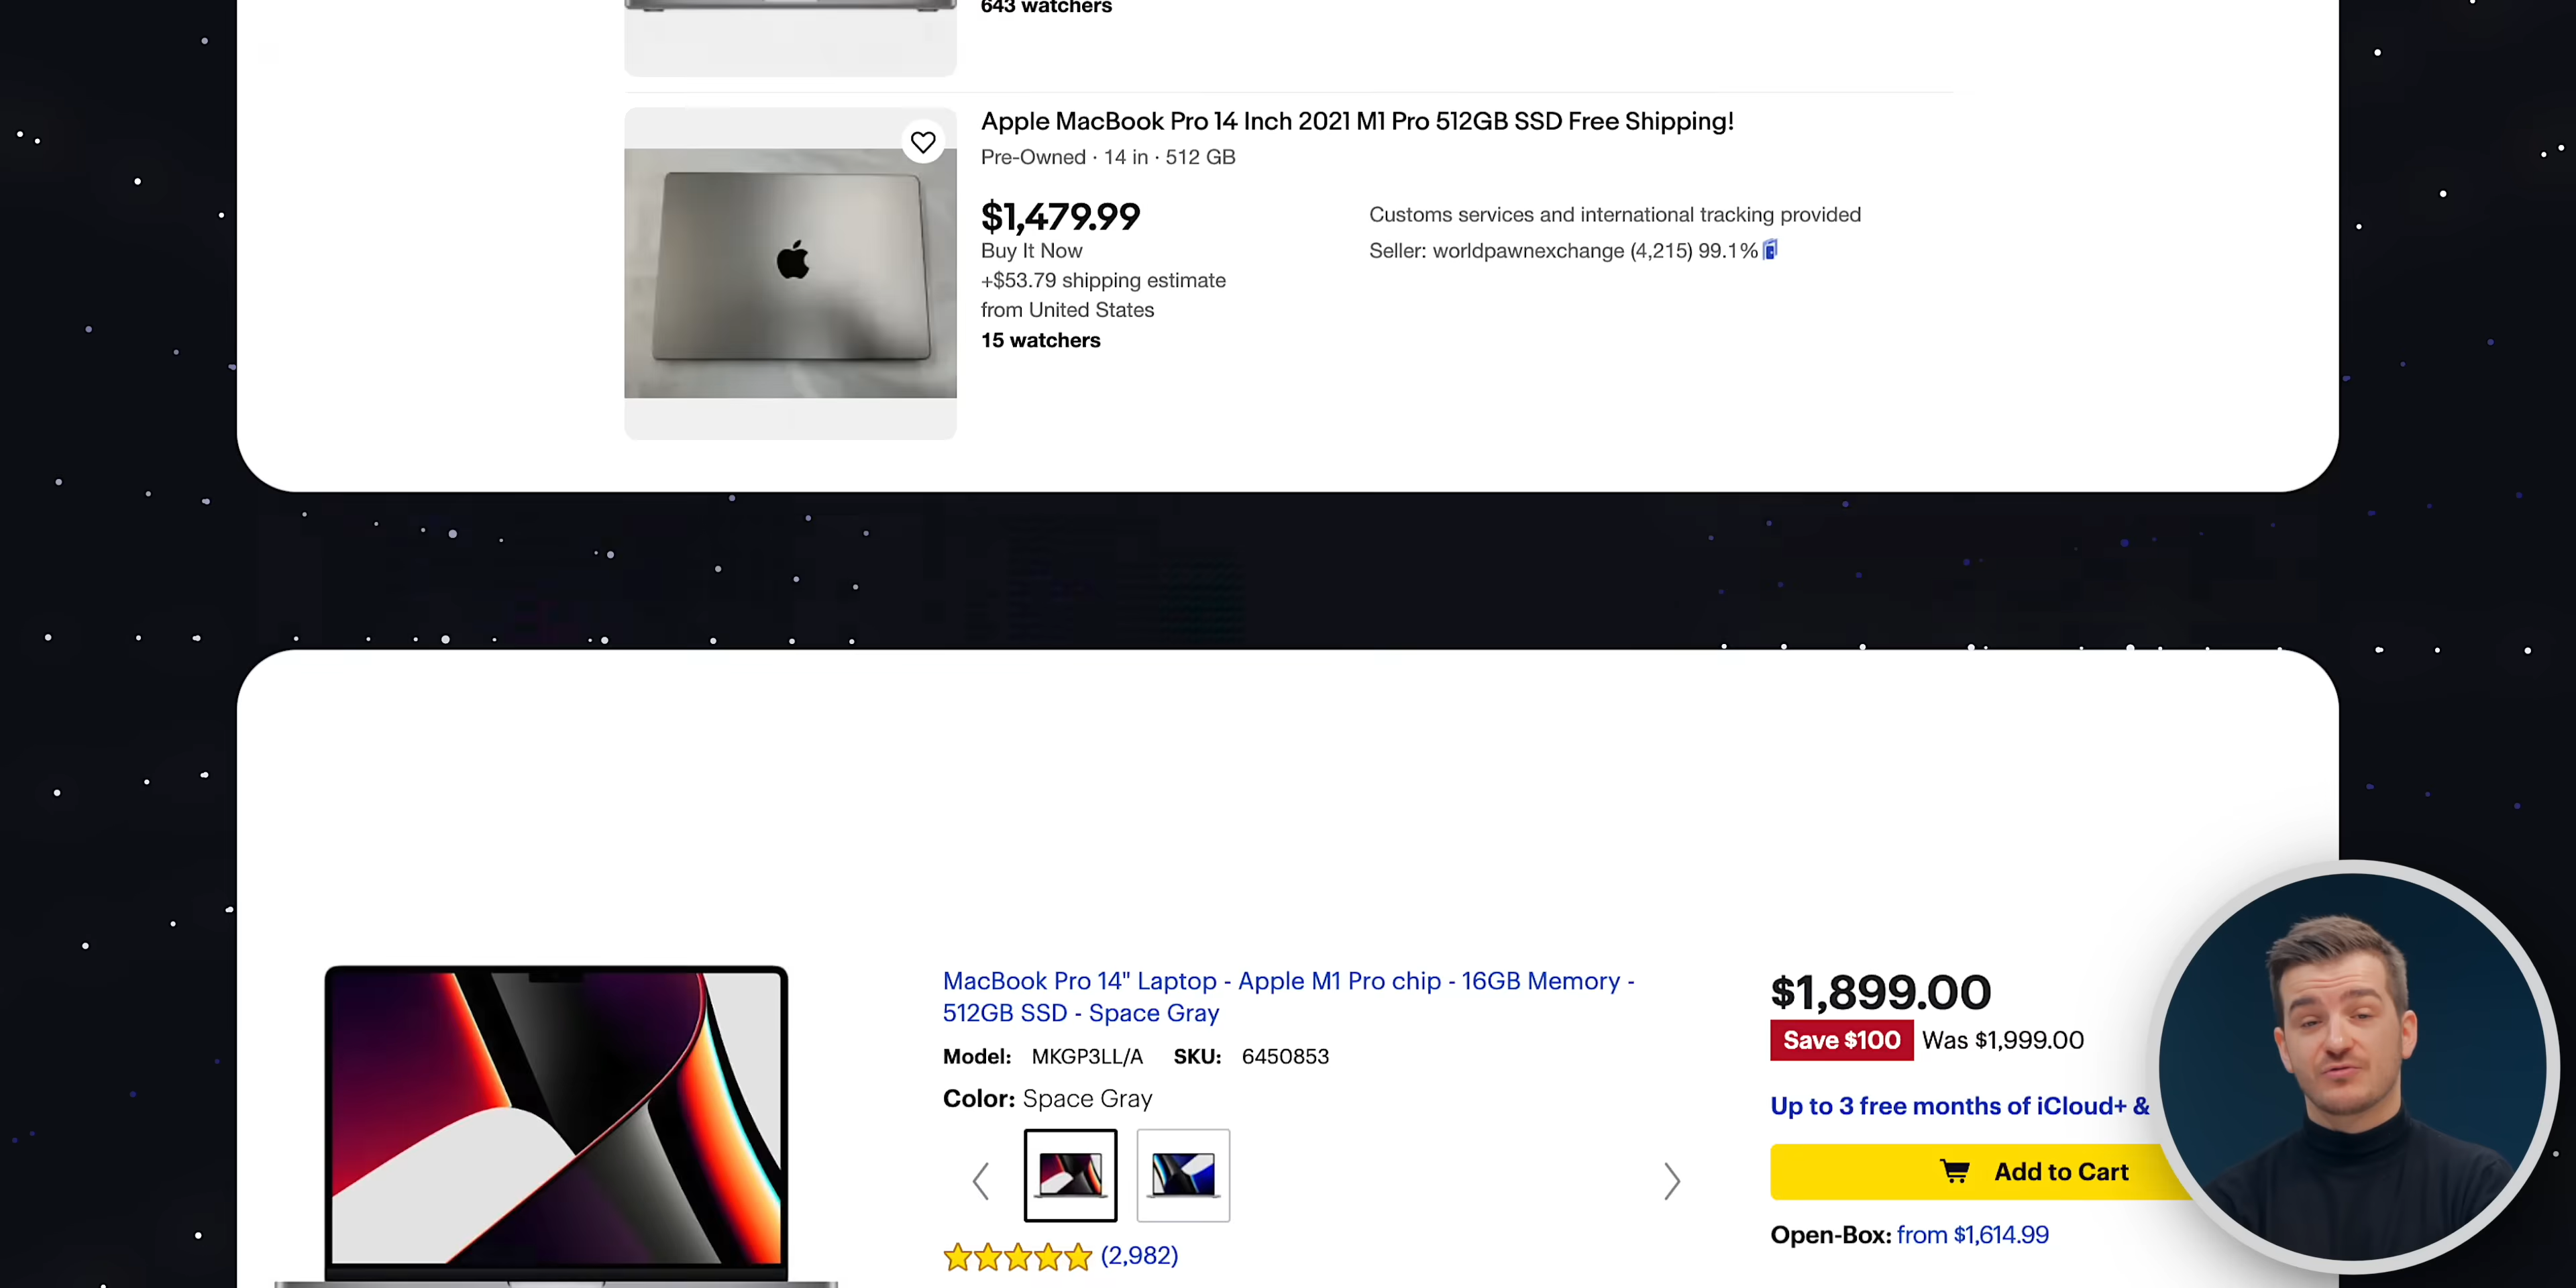 643 watchers
Apple MacBook Pro 14 Inch 2021 M1 Pro 512GB SSD Free Shipping!
Pre-Owned · 14 in · 512 GB
$1,479.99
Buy It Now
+$53.79 shipping estimate
from United States
15 watchers
Customs services and international tracking provided
Seller: worldpawnexchange (4,215) 99.1%
MacBook Pro 14" Laptop - Apple M1 Pro chip - 16GB Memory -
512GB SSD - Space Gray
Model: MKGP3LL/A SKU: 6450853
Color: Space Gray
(2,982)
$1,899.00
Save $100 Was $1,999.00
Up to 3 free months of iCloud+ &
Add to Cart
Open-Box: from $1,614.99